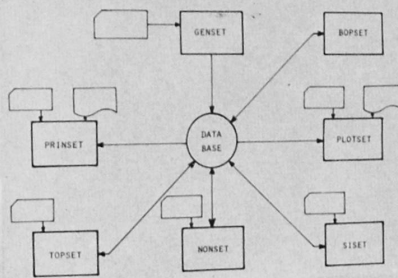 GENSET
BOPSET
DATA
BASE
PRINSET
PLOTSET
TOPSET
NONSET
SISET